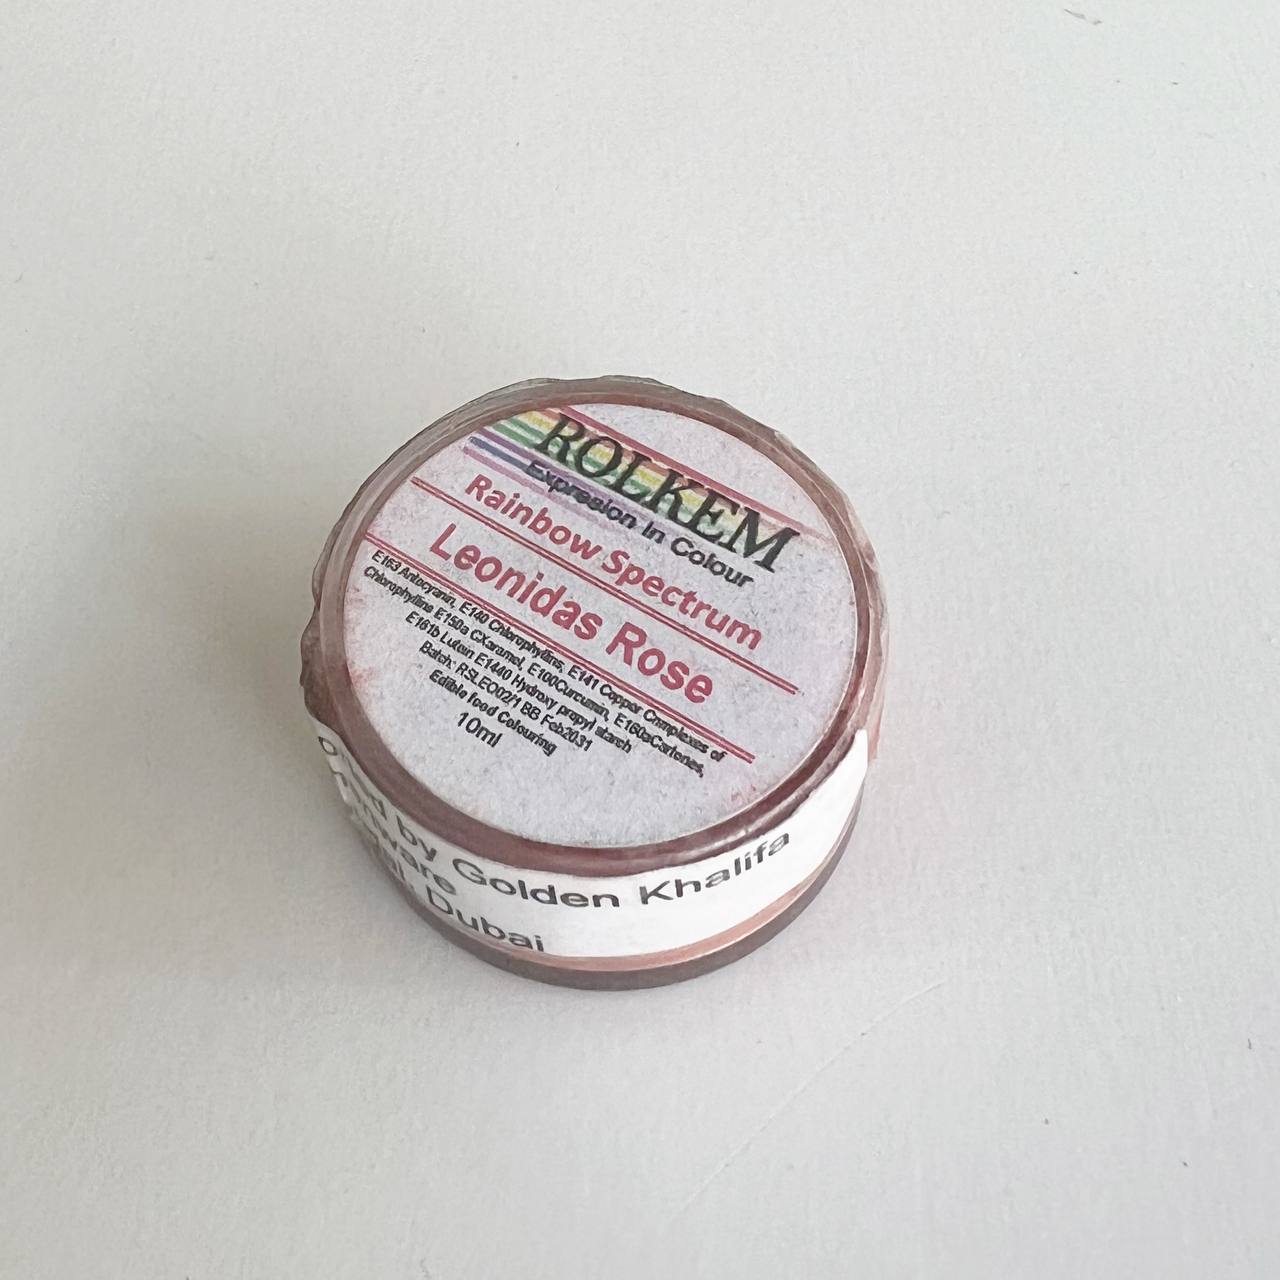 ROLKEM
Expresion In Colour
Rainbow Spectrum
Leonidas Rose
E163 Antocyanin, E140 Chlorophyllins, E141 Copper Cmmplexes of
Chlorophyllins E150a CXaramel, E100Curcumin, E160aCartones,
E161b Lutein E1440 Hydroxy propyl starch
Batch: RSLEO02/1 BB Feb2031
Edible food Colouring
10ml
by Golden Khalifa
Dubai